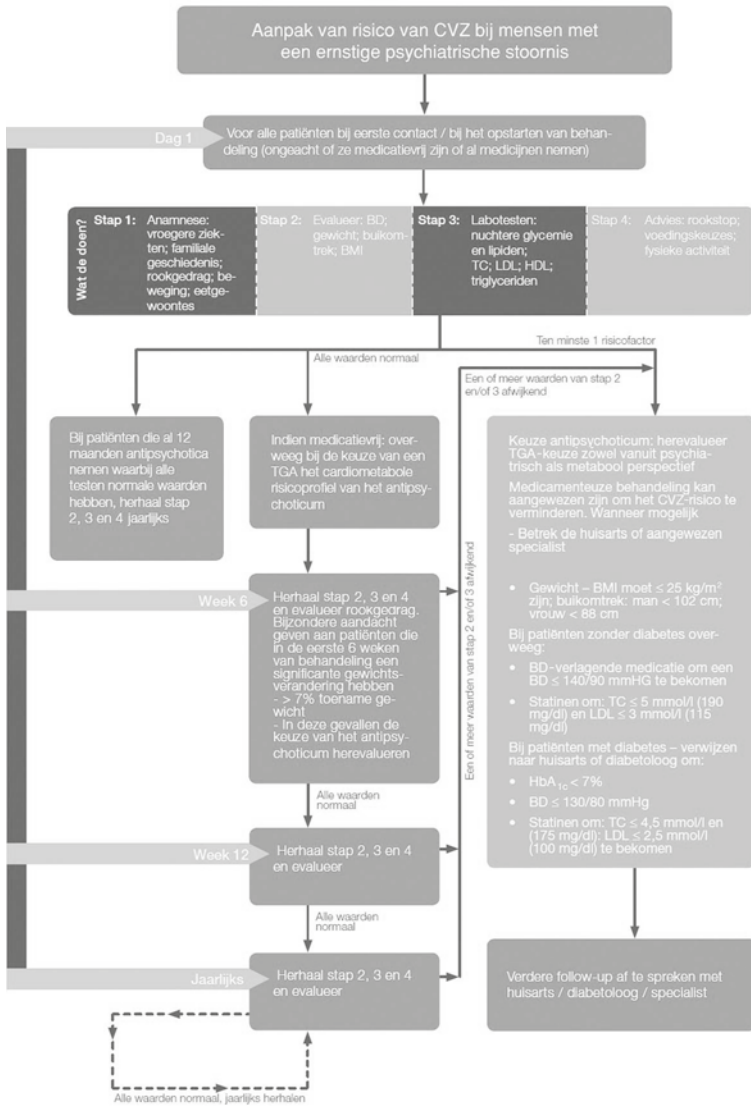 Aanpak van risico van CVZ bij mensen met
een ernstige psychiatrische stoornis
Dag 1
Voor alle patiënten bij eerste contact / bij het opstarten van behan-
deling (ongeacht of ze medicatievrij zijn of al medicijnen nemen)
Wat de doen?
Stap 1: Anamnese:
vroegere ziek-
ten; familiale
geschiedenis;
rookgedrag; be-
weging; eetge-
woontes
Stap 2: Evalueer: BD;
gewicht; buikom-
trek; BMI
Stap 3: Labotesten:
nuchtere glycemie
en lipiden;
TC; LDL; HDL;
triglyceriden
Stap 4: Advies: rookstop;
voedingskeuzes;
fysieke activiteit
Alle waarden normaal
Ten minste 1 risicofactor
Een of meer waarden van stap 2
en/of 3 afwijkend
Bij patiënten die al 12
maanden antipsychotica
nemen waarbij alle
testen normale waarden
hebben, herhaal stap
2, 3 en 4 jaarlijks
Indien medicatievrij: over-
weeg bij de keuze van een
TGA het cardiometabole
risicoprofiel van het antipsy-
choticum
Keuze antipsychoticum: herevalueer
TGA-keuze zowel vanuit psychia-
trisch als metabool perspectief
Medicamenteuze behandeling kan
aangewezen zijn om het CVZ-risico te
verminderen. Wanneer mogelijk
- Betrek de huisarts of aangewezen
specialist
• Gewicht – BMI moet ≤ 25 kg/m²
zijn; buikomtrek: man < 102 cm;
vrouw < 88 cm
Bij patiënten zonder diabetes over-
weeg:
• BD-verlagende medicatie om een
BD ≤ 140/90 mmHG te bekomen
• Statinen om: TC ≤ 5 mmol/l (190
mg/dl) en LDL ≤ 3 mmol/l (115
mg/dl)
Bij patiënten met diabetes – verwijzen
naar huisarts of diabetoloog om:
• HbA1c < 7%
• BD ≤ 130/80 mmHg
• Statinen om: TC ≤ 4,5 mmol/l en
(175 mg/dl): LDL ≤ 2,5 mmol/l
(100 mg/dl) te bekomen
Week 6
Herhaal stap 2, 3 en 4
en evalueer rookgedrag.
Bijzondere aandacht
geven aan patiënten die
in de eerste 6 weken
van behandeling een
significante gewichts-
verandering hebben
- > 7% toename ge-
wicht
- In deze gevallen de
keuze van het antipsy-
choticum herevalueren
Een of meer waarden van stap 2 en/of 3 afwijkend
Alle waarden
normaal
Week 12
Herhaal stap 2, 3 en 4
en evalueer
Alle waarden
normaal
Jaarlijks
Herhaal stap 2, 3 en 4
en evalueer
Verdere follow-up af te spreken met
huisarts / diabetoloog / specialist
Alle waarden normaal, jaarlijks herhalen